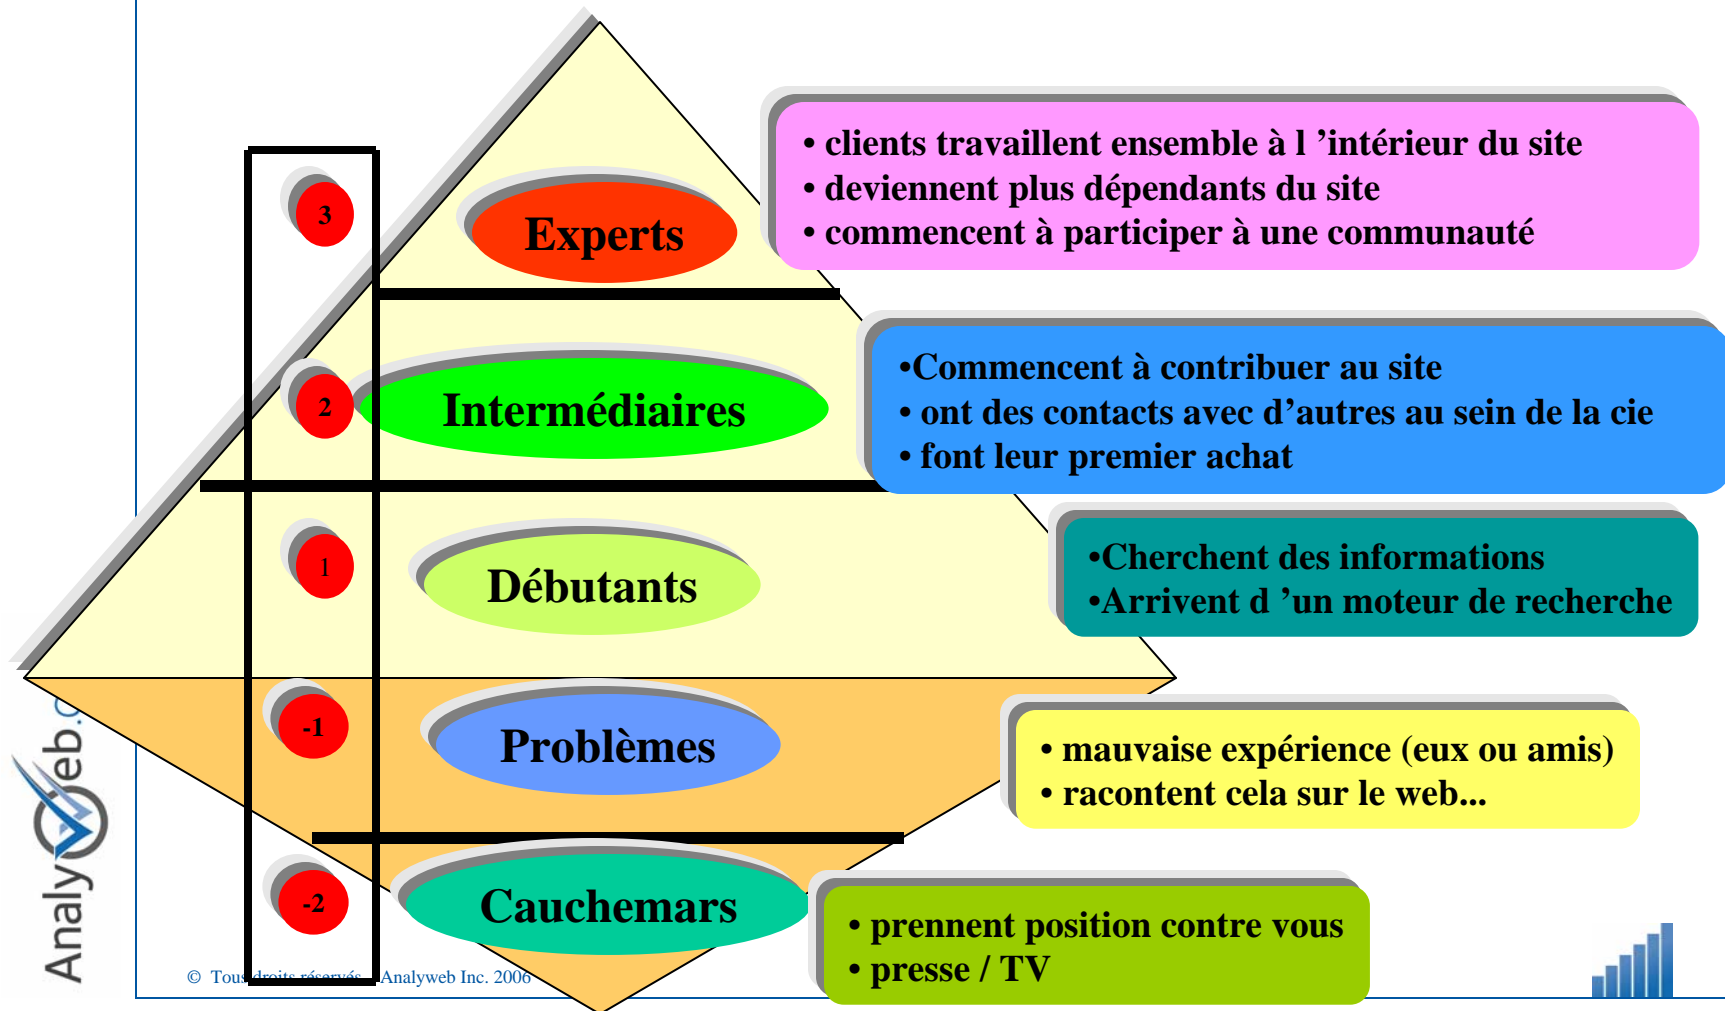 3
Experts
• clients travaillent ensemble à l ’intérieur du site
• deviennent plus dépendants du site
• commencent à participer à une communauté
2
Intermédiaires
•Commencent à contribuer au site
• ont des contacts avec d’autres au sein de la cie
• font leur premier achat
1
Débutants
•Cherchent des informations
•Arrivent d ’un moteur de recherche
-1
Problèmes
• mauvaise expérience (eux ou amis)
• racontent cela sur le web...
-2
Cauchemars
• prennent position contre vous
• presse / TV
© Tous droits réservés Analyweb Inc. 2006